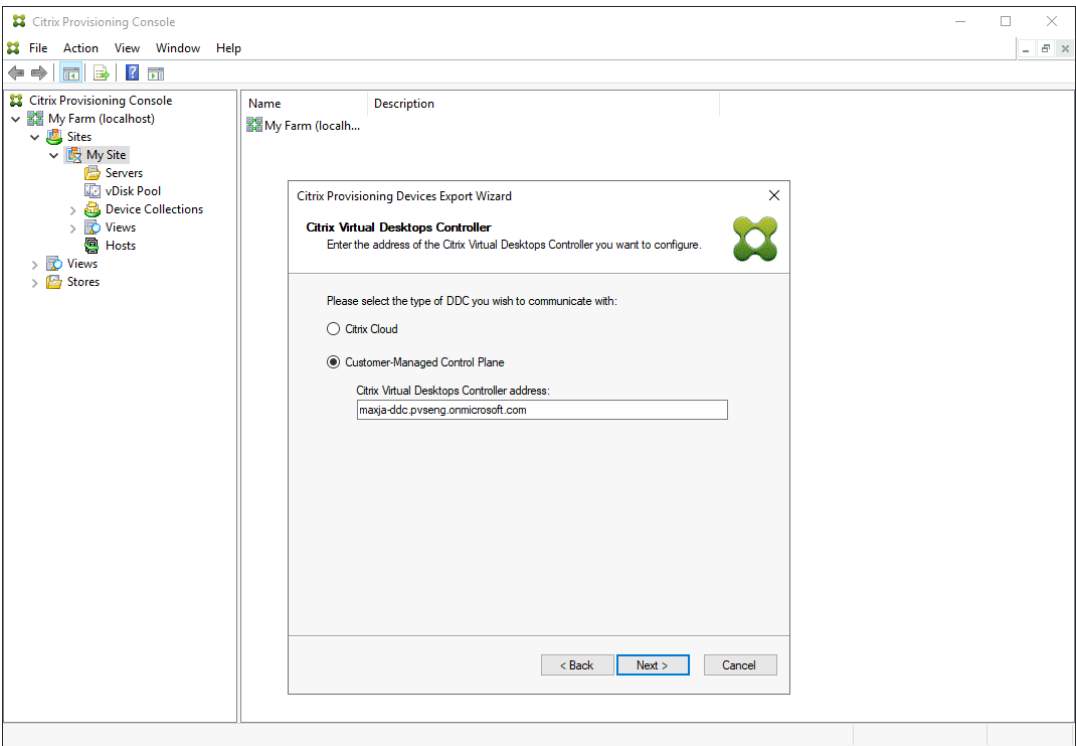 Citrix Provisioning Console
File Action View Window Help
Citrix Provisioning Console
My Farm (localhost)
Sites
My Site
Servers
vDisk Pool
Device Collections
Views
Hosts
Views
Stores
Name Description
My Farm (localh...
Citrix Provisioning Devices Export Wizard
Citrix Virtual Desktops Controller
Enter the address of the Citrix Virtual Desktops Controller you want to configure.
Please select the type of DDC you wish to communicate with:
Citrix Cloud
Customer-Managed Control Plane
Citrix Virtual Desktops Controller address:
maxja-ddc.pvseng.onmicrosoft.com
< Back Next > Cancel